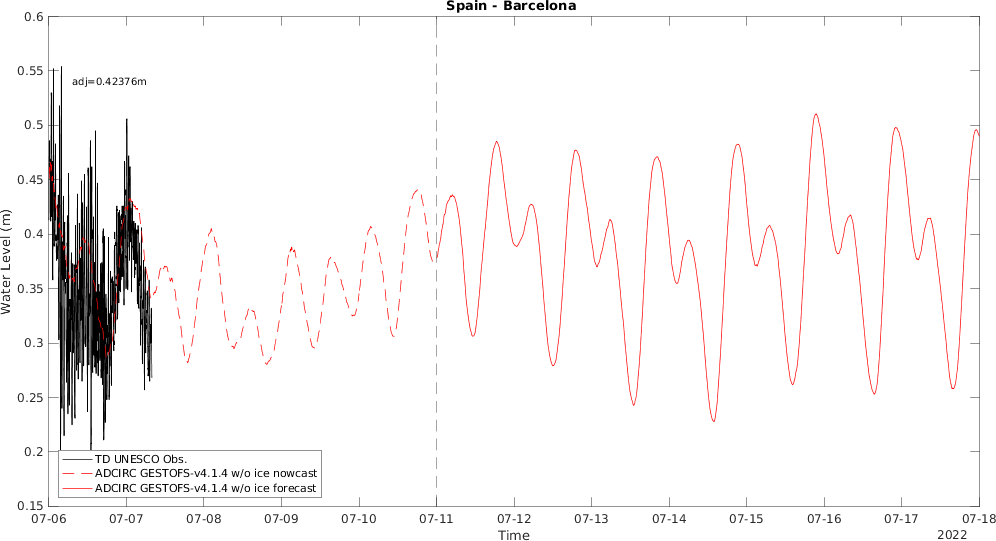 Spain - Barcelona
0.6
0.55
0.5
0.45
0.4
0.35
0.3
0.25
0.2
0.15
Water Level (m)
adj=0.42376m
TD UNESCO Obs.
ADCIRC GESTOFS-v4.1.4 w/o ice nowcast
ADCIRC GESTOFS-v4.1.4 w/o ice forecast
07-06 07-07 07-08 07-09 07-10 07-11 07-12 07-13 07-14 07-15 07-16 07-17 07-18
Time
2022